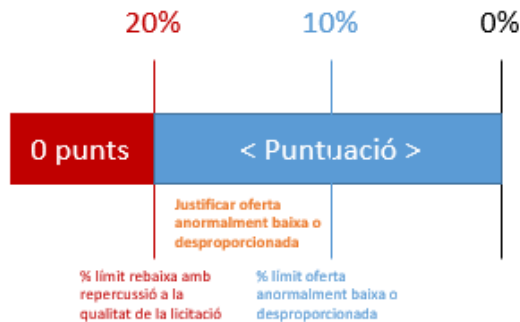 20% 10% 0%
0 punts < Puntuació >
Justificar oferta
anormalment baixa o
desproporcionada
% límit rebaixa amb
repercussió a la
qualitat de la licitació
% límit oferta
anormalment baixa o
desproporcionada